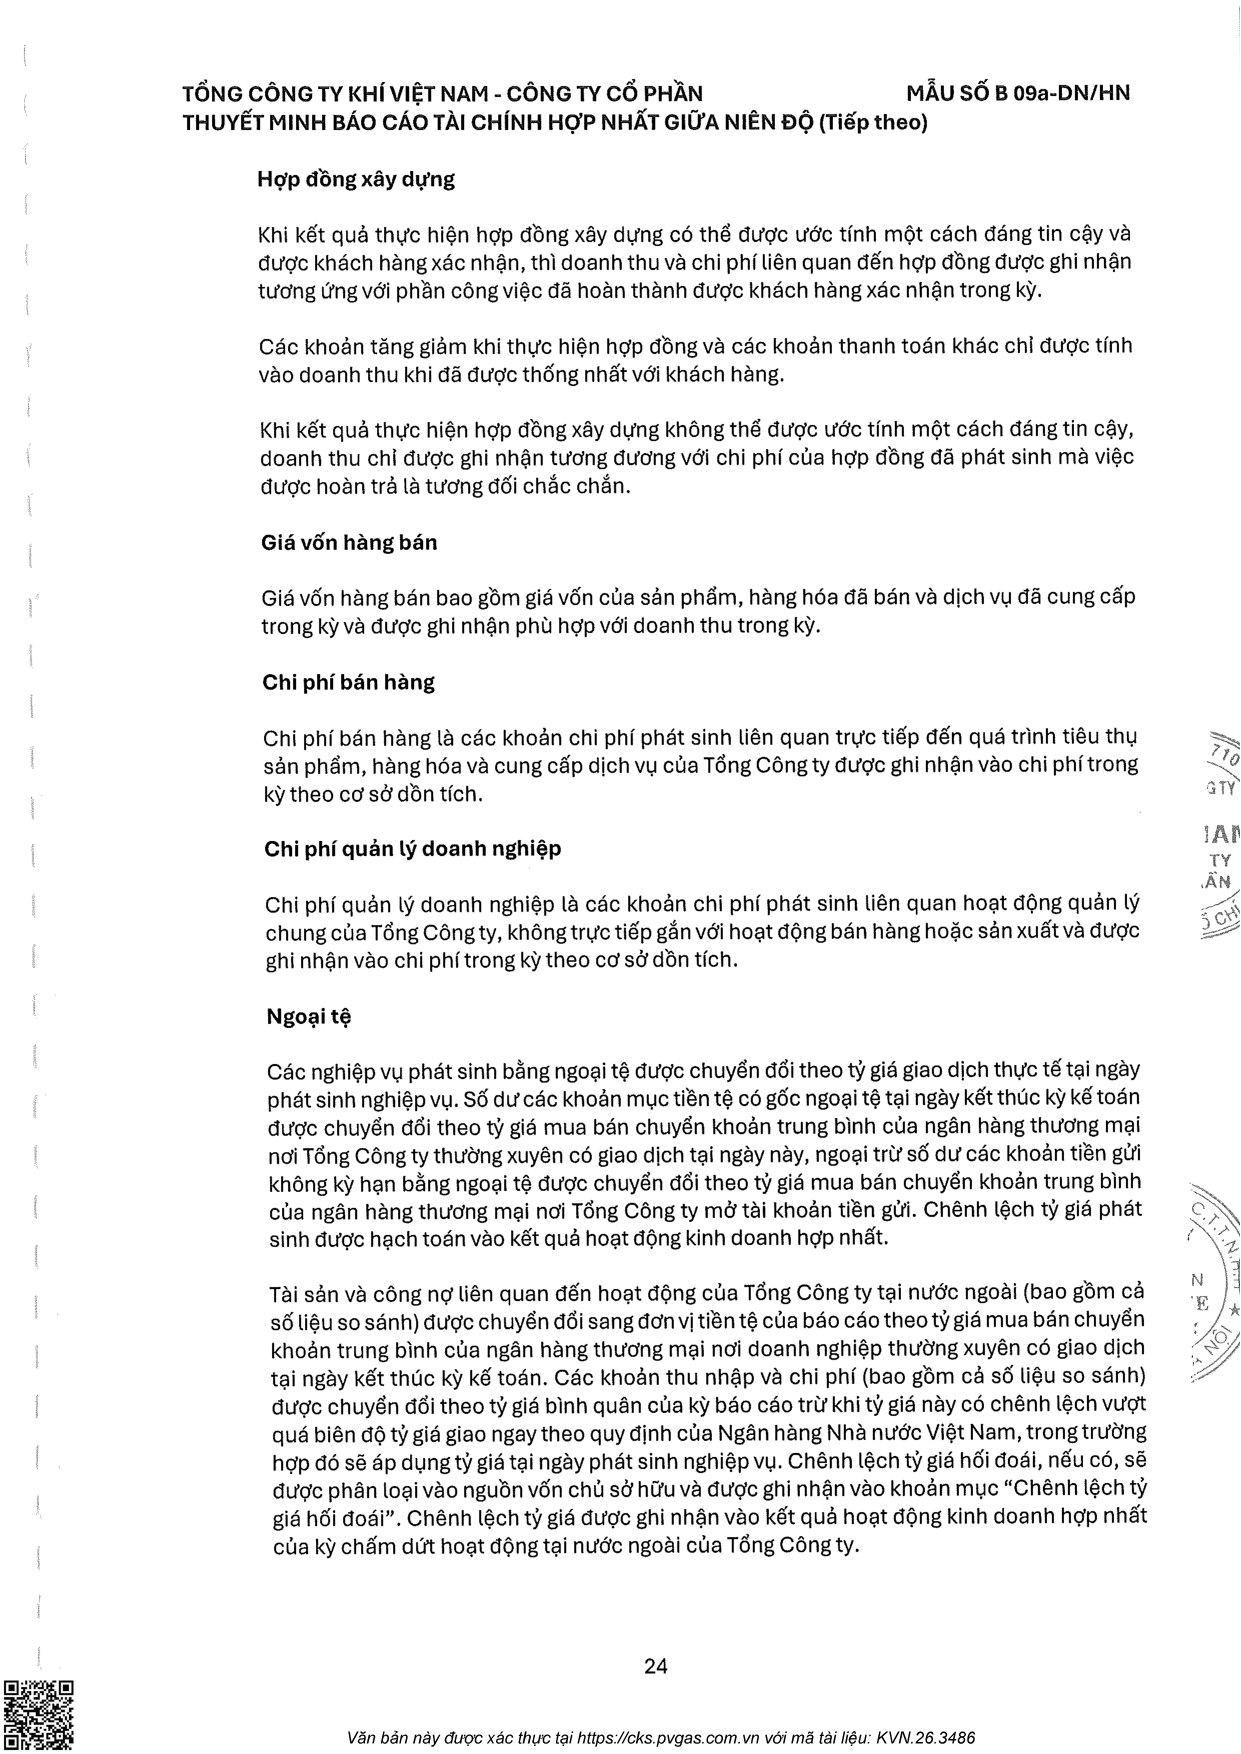 TỔNG CÔNG TY KHÍ VIỆT NAM - CÔNG TY CỔ PHẦN MẪU SỐ B 09a-DN/HN
THUYẾT MINH BÁO CÁO TÀI CHÍNH HỢP NHẤT GIỮA NIÊN ĐỘ (Tiếp theo)
Hợp đồng xây dựng
Khi kết quả thực hiện hợp đồng xây dựng có thể được ước tính một cách đáng tin cậy và
được khách hàng xác nhận, thì doanh thu và chi phí liên quan đến hợp đồng được ghi nhận
tương ứng với phần công việc đã hoàn thành được khách hàng xác nhận trong kỳ.
Các khoản tăng giảm khi thực hiện hợp đồng và các khoản thanh toán khác chỉ được tính
vào doanh thu khi đã được thống nhất với khách hàng.
Khi kết quả thực hiện hợp đồng xây dựng không thể được ước tính một cách đáng tin cậy,
doanh thu chỉ được ghi nhận tương đương với chi phí của hợp đồng đã phát sinh mà việc
được hoàn trả là tương đối chắc chắn.
Giá vốn hàng bán
Giá vốn hàng bán bao gồm giá vốn của sản phẩm, hàng hóa đã bán và dịch vụ đã cung cấp
trong kỳ và được ghi nhận phù hợp với doanh thu trong kỳ.
Chi phí bán hàng
Chi phí bán hàng là các khoản chi phí phát sinh liên quan trực tiếp đến quá trình tiêu thụ
sản phẩm, hàng hóa và cung cấp dịch vụ của Tổng Công ty được ghi nhận vào chi phí trong
kỳ theo cơ sở dồn tích.
Chi phí quản lý doanh nghiệp
Chi phí quản lý doanh nghiệp là các khoản chi phí phát sinh liên quan hoạt động quản lý
chung của Tổng Công ty, không trực tiếp gắn với hoạt động bán hàng hoặc sản xuất và được
ghi nhận vào chi phí trong kỳ theo cơ sở dồn tích.
Ngoại tệ
Các nghiệp vụ phát sinh bằng ngoại tệ được chuyển đổi theo tỷ giá giao dịch thực tế tại ngày
phát sinh nghiệp vụ. Số dư các khoản mục tiền tệ có gốc ngoại tệ tại ngày kết thúc kỳ kế toán
được chuyển đổi theo tỷ giá mua bán chuyển khoản trung bình của ngân hàng thương mại
nơi Tổng Công ty thường xuyên có giao dịch tại ngày này, ngoại trừ số dư các khoản tiền gửi
không kỳ hạn bằng ngoại tệ được chuyển đổi theo tỷ giá mua bán chuyển khoản trung bình
của ngân hàng thương mại nơi Tổng Công ty mở tài khoản tiền gửi. Chênh lệch tỷ giá phát
sinh được hạch toán vào kết quả hoạt động kinh doanh hợp nhất.
Tài sản và công nợ liên quan đến hoạt động của Tổng Công ty tại nước ngoài (bao gồm cả
số liệu so sánh) được chuyển đổi sang đơn vị tiền tệ của báo cáo theo tỷ giá mua bán chuyển
khoản trung bình của ngân hàng thương mại nơi doanh nghiệp thường xuyên có giao dịch
tại ngày kết thúc kỳ kế toán. Các khoản thu nhập và chi phí (bao gồm cả số liệu so sánh)
được chuyển đổi theo tỷ giá bình quân của kỳ báo cáo trừ khi tỷ giá này có chênh lệch vượt
quá biên độ tỷ giá giao ngay theo quy định của Ngân hàng Nhà nước Việt Nam, trong trường
hợp đó sẽ áp dụng tỷ giá tại ngày phát sinh nghiệp vụ. Chênh lệch tỷ giá hối đoái, nếu có, sẽ
được phân loại vào nguồn vốn chủ sở hữu và được ghi nhận vào khoản mục “Chênh lệch tỷ
giá hối đoái”. Chênh lệch tỷ giá được ghi nhận vào kết quả hoạt động kinh doanh hợp nhất
của kỳ chấm dứt hoạt động tại nước ngoài của Tổng Công ty.
710
TY
TY
C.T.T.N.H.H
N
E
NỘI
24
Văn bản này được xác thực tại https://cks.pvgas.com.vn với mã tài liệu: KVN.26.3486